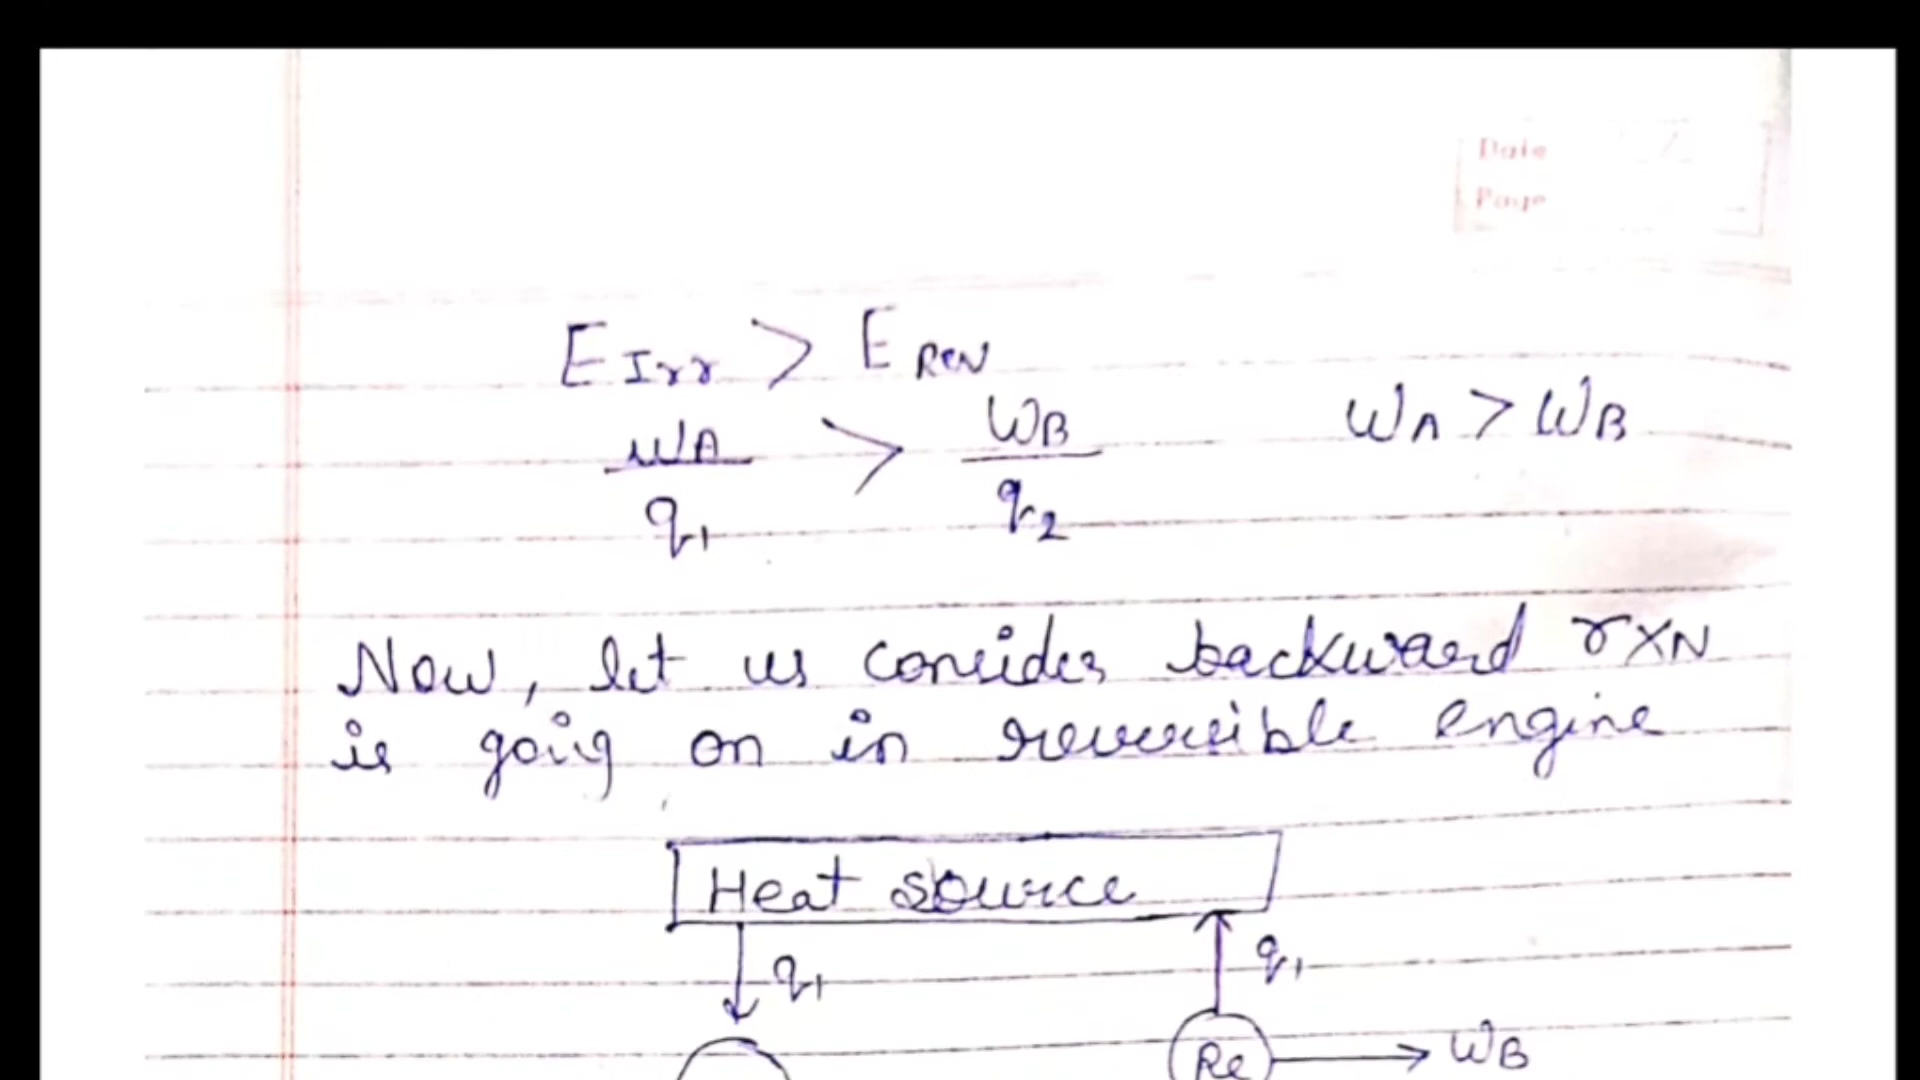 Date
Page
E Irr > E Rev
WA / q1 > WB / q2 WA > WB
Now, let us consider backward rxN
is going on in reversible engine
Heat source
q1 q1
Re → WB